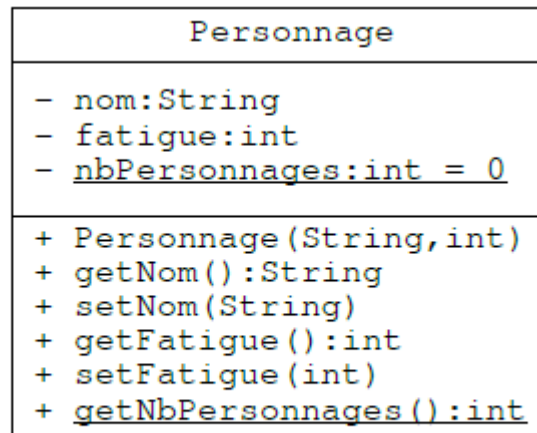 Personnage
- nom:String
- fatigue:int
- nbPersonnages:int = 0
+ Personnage(String,int)
+ getNom():String
+ setNom(String)
+ getFatigue():int
+ setFatigue(int)
+ getNbPersonnages():int